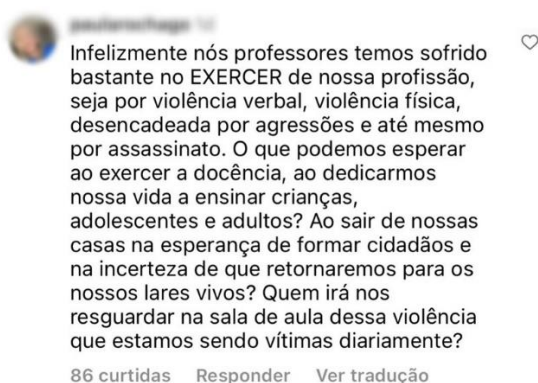 Infelizmente nós professores temos sofrido
bastante no EXERCER de nossa profissão,
seja por violência verbal, violência física,
desencadeada por agressões e até mesmo
por assassinato. O que podemos esperar
ao exercer a docência, ao dedicarmos
nossa vida a ensinar crianças,
adolescentes e adultos? Ao sair de nossas
casas na esperança de formar cidadãos e
na incerteza de que retornaremos para os
nossos lares vivos? Quem irá nos
resguardar na sala de aula dessa violência
que estamos sendo vítimas diariamente?
86 curtidas Responder Ver tradução